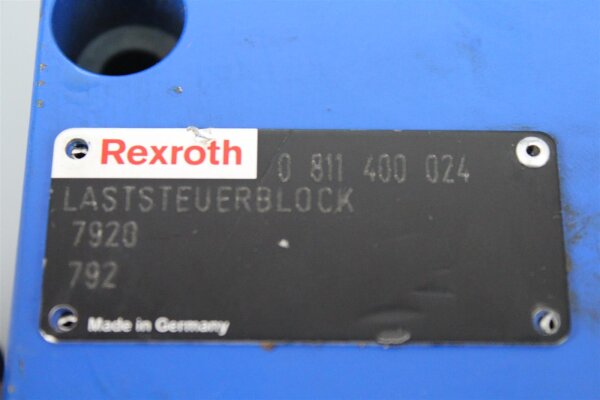 Rexroth 0 811 400 024
LASTSTEUERBLOCK
7920
792
Made in Germany